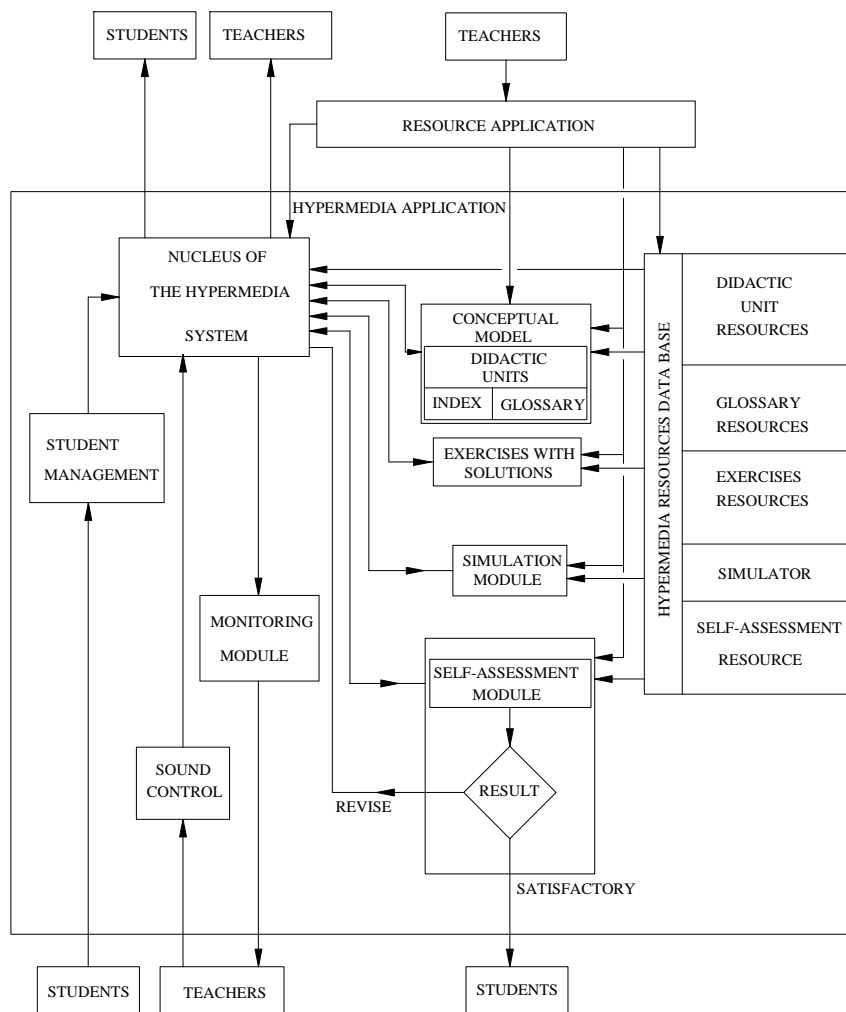 STUDENTS
TEACHERS
TEACHERS
RESOURCE APPLICATION
HYPERMEDIA APPLICATION
NUCLEUS OF
THE HYPERMEDIA
SYSTEM
CONCEPTUAL
MODEL
DIDACTIC
UNITS
INDEX
GLOSSARY
HYPERMEDIA RESOURCES DATA BASE
DIDACTIC
UNIT
RESOURCES
GLOSSARY
RESOURCES
EXERCISES
RESOURCES
SIMULATOR
SELF-ASSESSMENT
RESOURCE
STUDENT
MANAGEMENT
EXERCISES WITH
SOLUTIONS
SIMULATION
MODULE
MONITORING
MODULE
SELF-ASSESSMENT
MODULE
SOUND
CONTROL
RESULT
REVISE
SATISFACTORY
STUDENTS
TEACHERS
STUDENTS